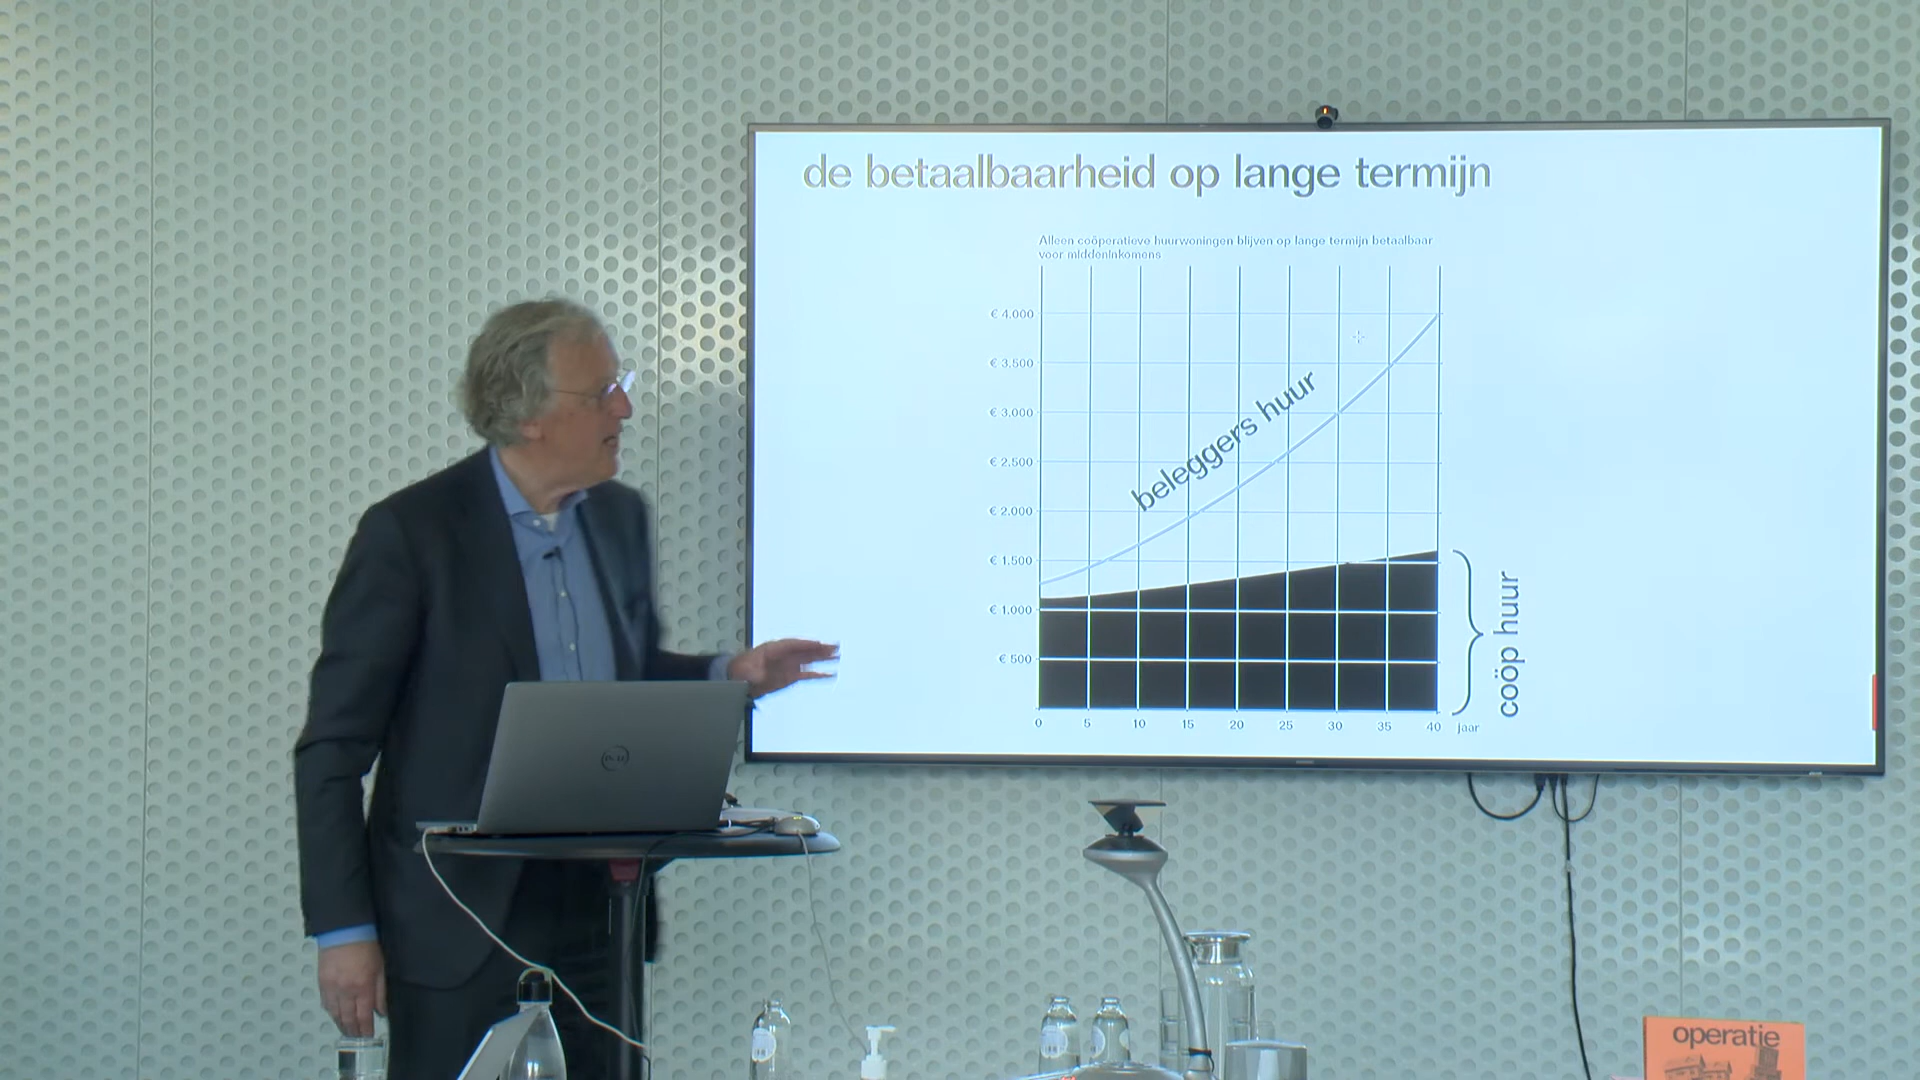 de betaalbaarheid op lange termijn
Alleen coöperatieve huurwoningen blijven op lange termijn betaalbaar
voor middeninkomens
€ 4.000
€ 3.500
€ 3.000
€ 2.500
€ 2.000
€ 1.500
€ 1.000
€ 500
beleggers huur
coöp huur
0 5 10 15 20 25 30 35 40 jaar
operatie